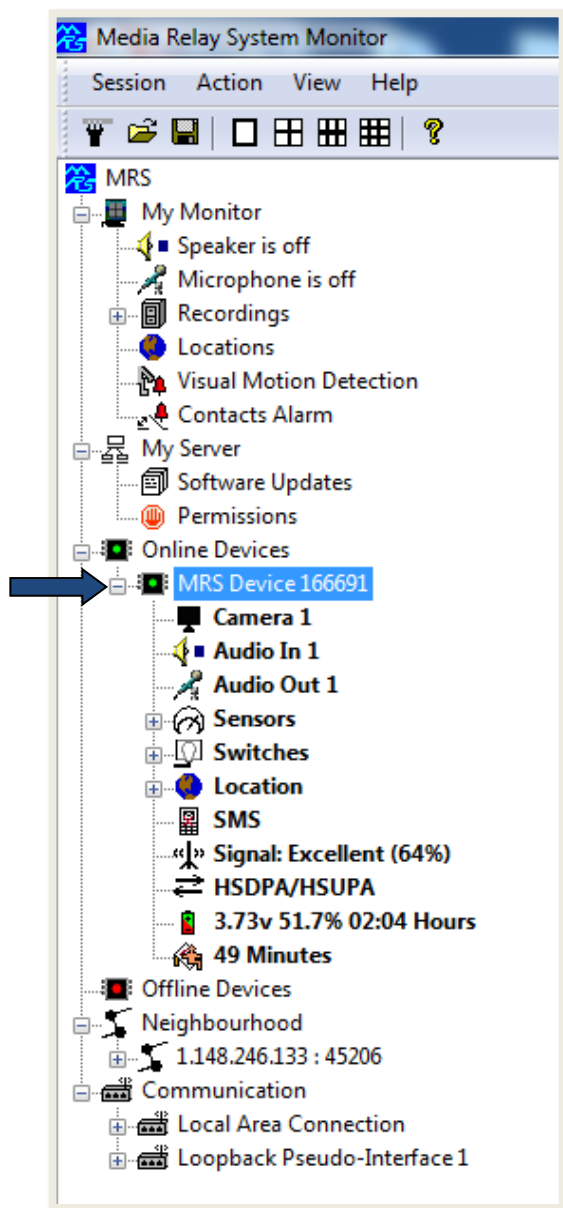 Media Relay System Monitor
Session Action View Help
MRS
My Monitor
Speaker is off
Microphone is off
Recordings
Locations
Visual Motion Detection
Contacts Alarm
My Server
Software Updates
Permissions
Online Devices
MRS Device 166691
Camera 1
Audio In 1
Audio Out 1
Sensors
Switches
Location
SMS
Signal: Excellent (64%)
HSDPA/HSUPA
3.73v 51.7% 02:04 Hours
49 Minutes
Offline Devices
Neighbourhood
1.148.246.133 : 45206
Communication
Local Area Connection
Loopback Pseudo-Interface 1